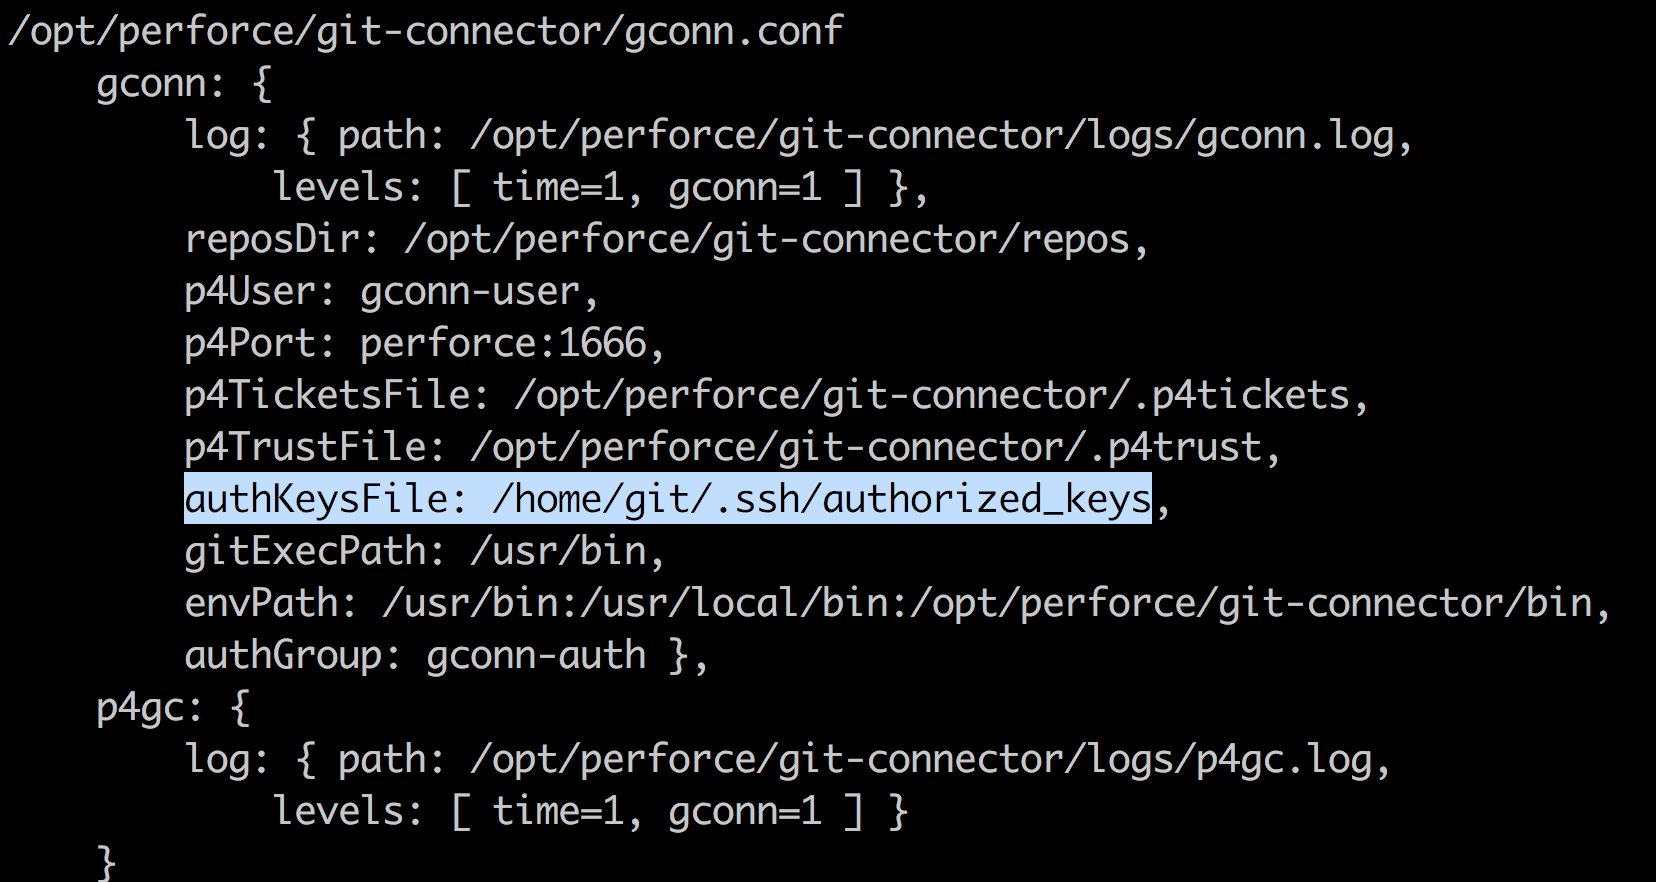 /opt/perforce/git-connector/gconn.conf
    gconn: {
        log: { path: /opt/perforce/git-connector/logs/gconn.log,
            levels: [ time=1, gconn=1 ] },
        reposDir: /opt/perforce/git-connector/repos,
        p4User: gconn-user,
        p4Port: perforce:1666,
        p4TicketsFile: /opt/perforce/git-connector/.p4tickets,
        p4TrustFile: /opt/perforce/git-connector/.p4trust,
        authKeysFile: /home/git/.ssh/authorized_keys,
        gitExecPath: /usr/bin,
        envPath: /usr/bin:/usr/local/bin:/opt/perforce/git-connector/bin,
        authGroup: gconn-auth },
    p4gc: {
        log: { path: /opt/perforce/git-connector/logs/p4gc.log,
            levels: [ time=1, gconn=1 ] }
    }